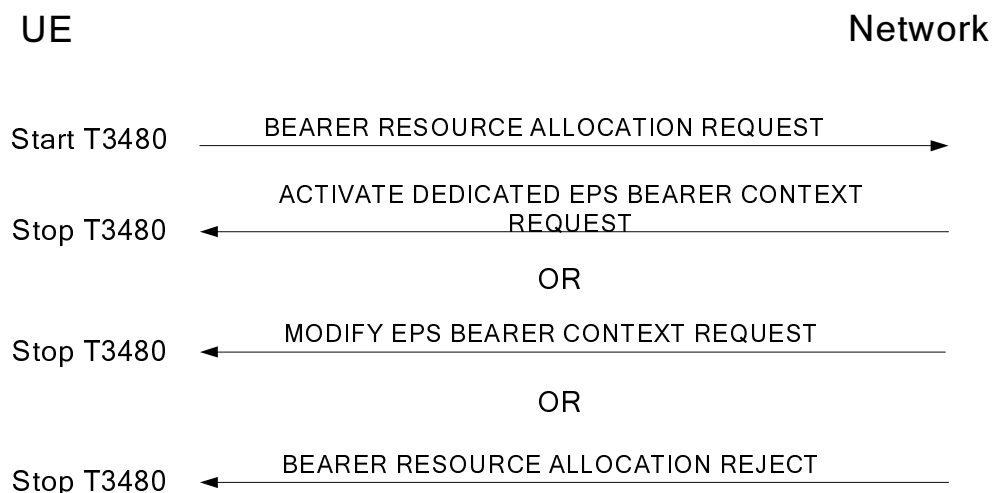 UE
Network
Start T3480
BEARER RESOURCE ALLOCATION REQUEST
ACTIVATE DEDICATED EPS BEARER CONTEXT
REQUEST
Stop T3480
OR
MODIFY EPS BEARER CONTEXT REQUEST
Stop T3480
OR
BEARER RESOURCE ALLOCATION REJECT
Stop T3480